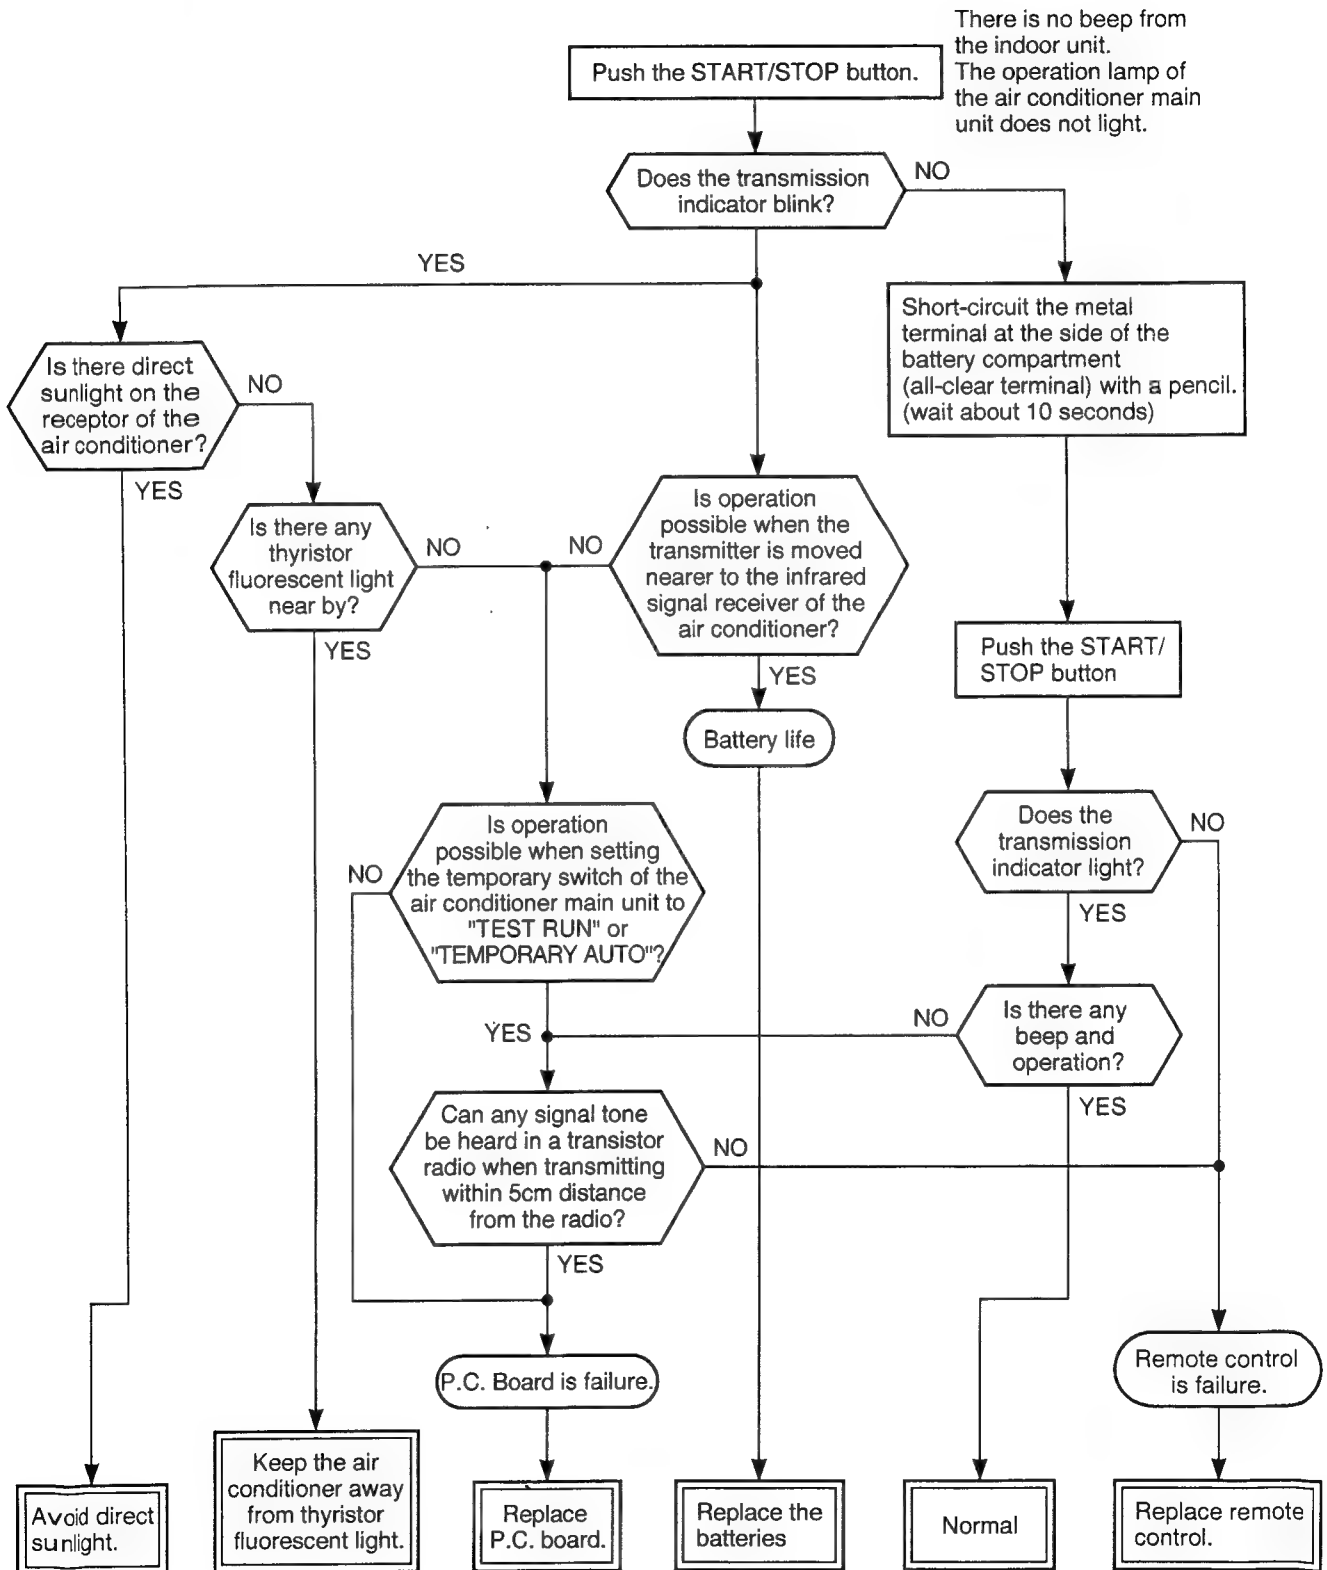 There is no beep from
the indoor unit.
The operation lamp of
the air conditioner main
unit does not light.
Push the START/STOP button.
Does the transmission
indicator blink?
NO
YES
Short-circuit the metal
terminal at the side of the
battery compartment
(all-clear terminal) with a pencil.
(wait about 10 seconds)
Is there direct
sunlight on the
receptor of the
air conditioner?
NO
YES
Is there any
thyristor
fluorescent light
near by?
NO
YES
NO
Is operation
possible when the
transmitter is moved
nearer to the infrared
signal receiver of the
air conditioner?
YES
Push the START/
STOP button
Battery life
Is operation
possible when setting
the temporary switch of the
air conditioner main unit to
"TEST RUN" or
"TEMPORARY AUTO"?
NO
YES
Does the
transmission
indicator light?
NO
YES
Is there any
beep and
operation?
NO
YES
Can any signal tone
be heard in a transistor
radio when transmitting
within 5cm distance
from the radio?
NO
YES
P.C. Board is failure.
Remote control
is failure.
Avoid direct
sunlight.
Keep the air
conditioner away
from thyristor
fluorescent light.
Replace
P.C. board.
Replace the
batteries
Normal
Replace remote
control.